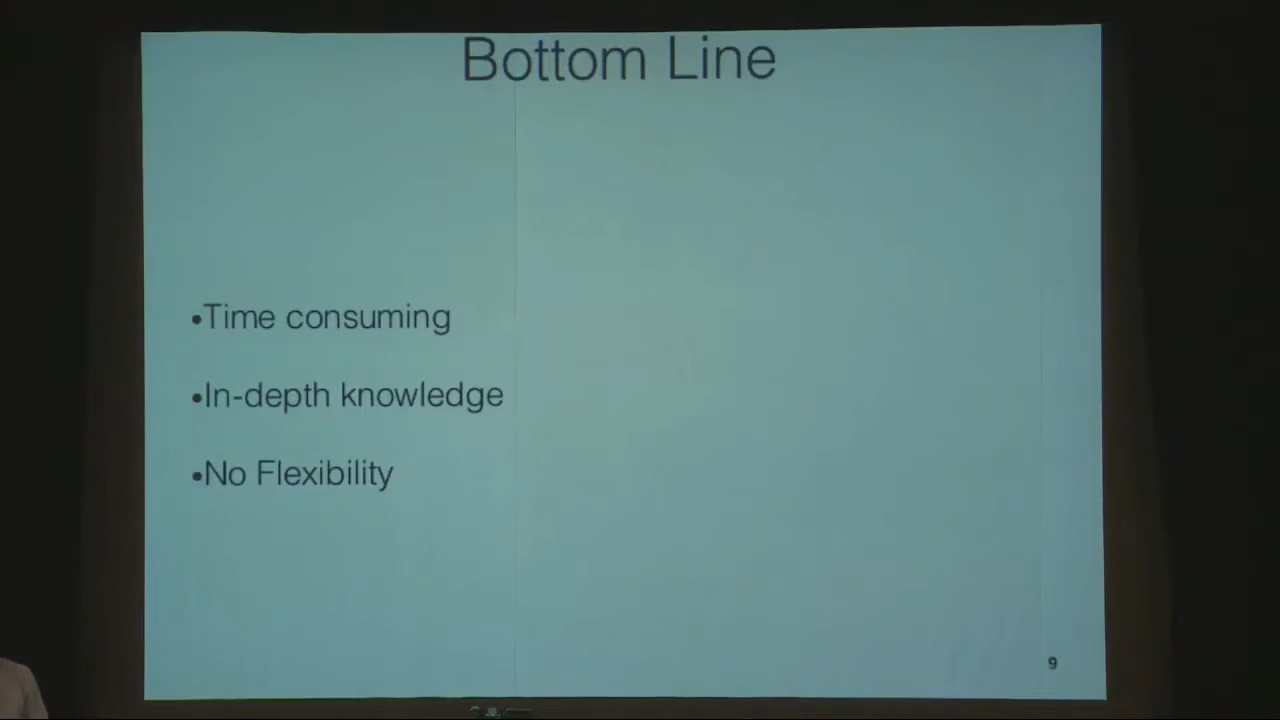 Bottom Line
•Time consuming
•In-depth knowledge
•No Flexibility
9